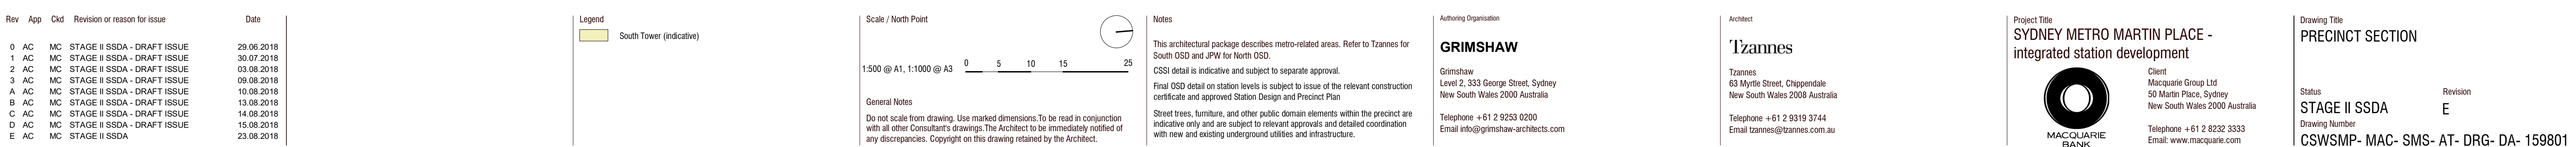 Rev App Ckd Revision or reason for issue Date
0 AC MC STAGE II SSDA - DRAFT ISSUE 29.06.2018
1 AC MC STAGE II SSDA - DRAFT ISSUE 30.07.2018
2 AC MC STAGE II SSDA - DRAFT ISSUE 03.08.2018
3 AC MC STAGE II SSDA - DRAFT ISSUE 09.08.2018
A AC MC STAGE II SSDA - DRAFT ISSUE 10.08.2018
B AC MC STAGE II SSDA - DRAFT ISSUE 13.08.2018
C AC MC STAGE II SSDA - DRAFT ISSUE 14.08.2018
D AC MC STAGE II SSDA - DRAFT ISSUE 15.08.2018
E AC MC STAGE II SSDA 23.08.2018
Legend
South Tower (indicative)
Scale / North Point
1:500 @ A1, 1:1000 @ A3
0 5 10 15 25
General Notes
Do not scale from drawing. Use marked dimensions.To be read in conjunction
with all other Consultant's drawings.The Architect to be immediately notified of
any discrepancies. Copyright on this drawing retained by the Architect.
Notes
This architectural package describes metro-related areas. Refer to Tzannes for
South OSD and JPW for North OSD.
CSSI detail is indicative and subject to separate approval.
Final OSD detail on station levels is subject to issue of the relevant construction
certificate and approved Station Design and Precinct Plan
Street trees, furniture, and other public domain elements within the precinct are
indicative only and are subject to relevant approvals and detailed coordination
with new and existing underground utilities and infrastructure.
Authoring Organisation
GRIMSHAW
Grimshaw
Level 2, 333 George Street, Sydney
New South Wales 2000 Australia
Telephone +61 2 9253 0200
Email info@grimshaw-architects.com
Architect
Tzannes
Tzannes
63 Myrtle Street, Chippendale
New South Wales 2008 Australia
Telephone +61 2 9319 3744
Email tzannes@tzannes.com.au
Project Title
SYDNEY METRO MARTIN PLACE -
integrated station development
MACQUARIE
BANK
Client
Macquarie Group Ltd
50 Martin Place, Sydney
New South Wales 2000 Australia
Telephone +61 2 8232 3333
Email: www.macquarie.com
Drawing Title
PRECINCT SECTION
Status Revision
STAGE II SSDA E
Drawing Number
CSWSMP- MAC- SMS- AT- DRG- DA- 159801